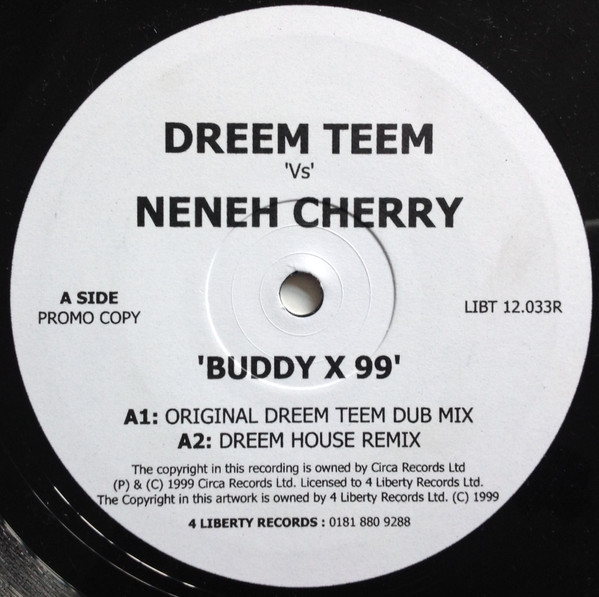 DREEM TEEM
'Vs'
NENEH CHERRY
A SIDE
PROMO COPY
LIBT 12.033R
'BUDDY X 99'
A1: ORIGINAL DREEM TEEM DUB MIX
A2: DREEM HOUSE REMIX
The copyright in this recording is owned by Circa Records Ltd
(P) & (C) 1999 Circa Records Ltd. Licensed to 4 Liberty Records Ltd.
The Copyright in this artwork is owned by 4 Liberty Records Ltd. (C) 1999
4 LIBERTY RECORDS : 0181 880 9288